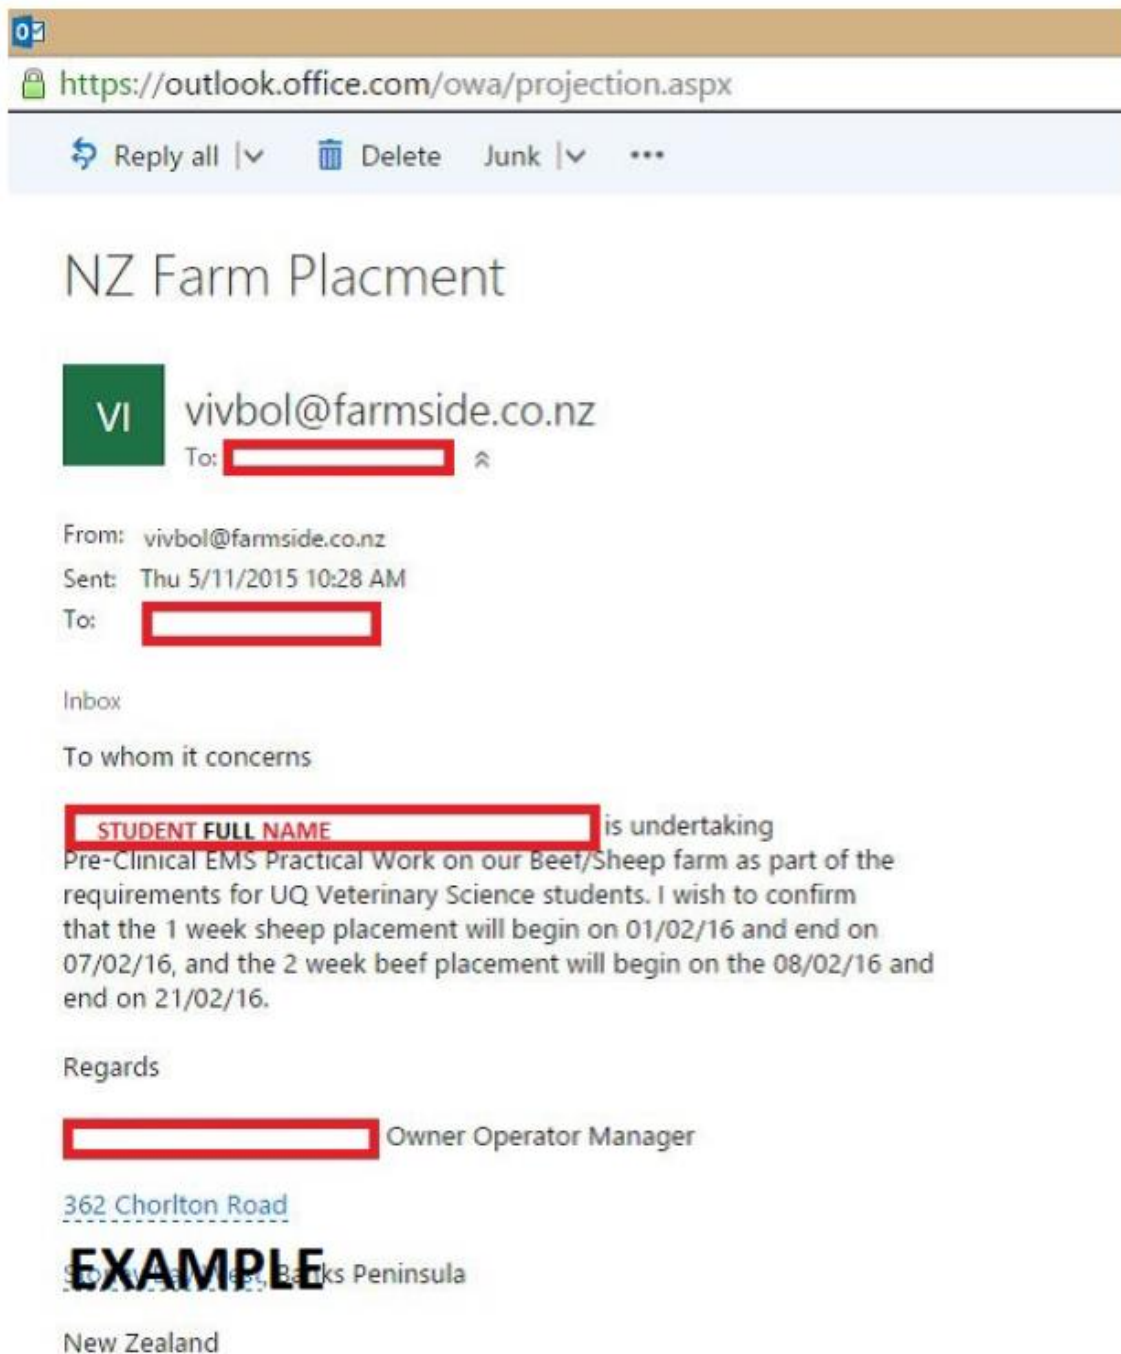 https://outlook.office.com/owa/projection.aspx
Reply all Delete Junk ...
NZ Farm Placment
VI vivbol@farmside.co.nz
To:
From: vivbol@farmside.co.nz
Sent: Thu 5/11/2015 10:28 AM
To:
Inbox
To whom it concerns
STUDENT FULL NAME is undertaking
Pre-Clinical EMS Practical Work on our Beef/Sheep farm as part of the
requirements for UQ Veterinary Science students. I wish to confirm
that the 1 week sheep placement will begin on 01/02/16 and end on
07/02/16, and the 2 week beef placement will begin on the 08/02/16 and
end on 21/02/16.
Regards
Owner Operator Manager
362 Chorlton Road
EXAMPLE
Banks Peninsula
New Zealand